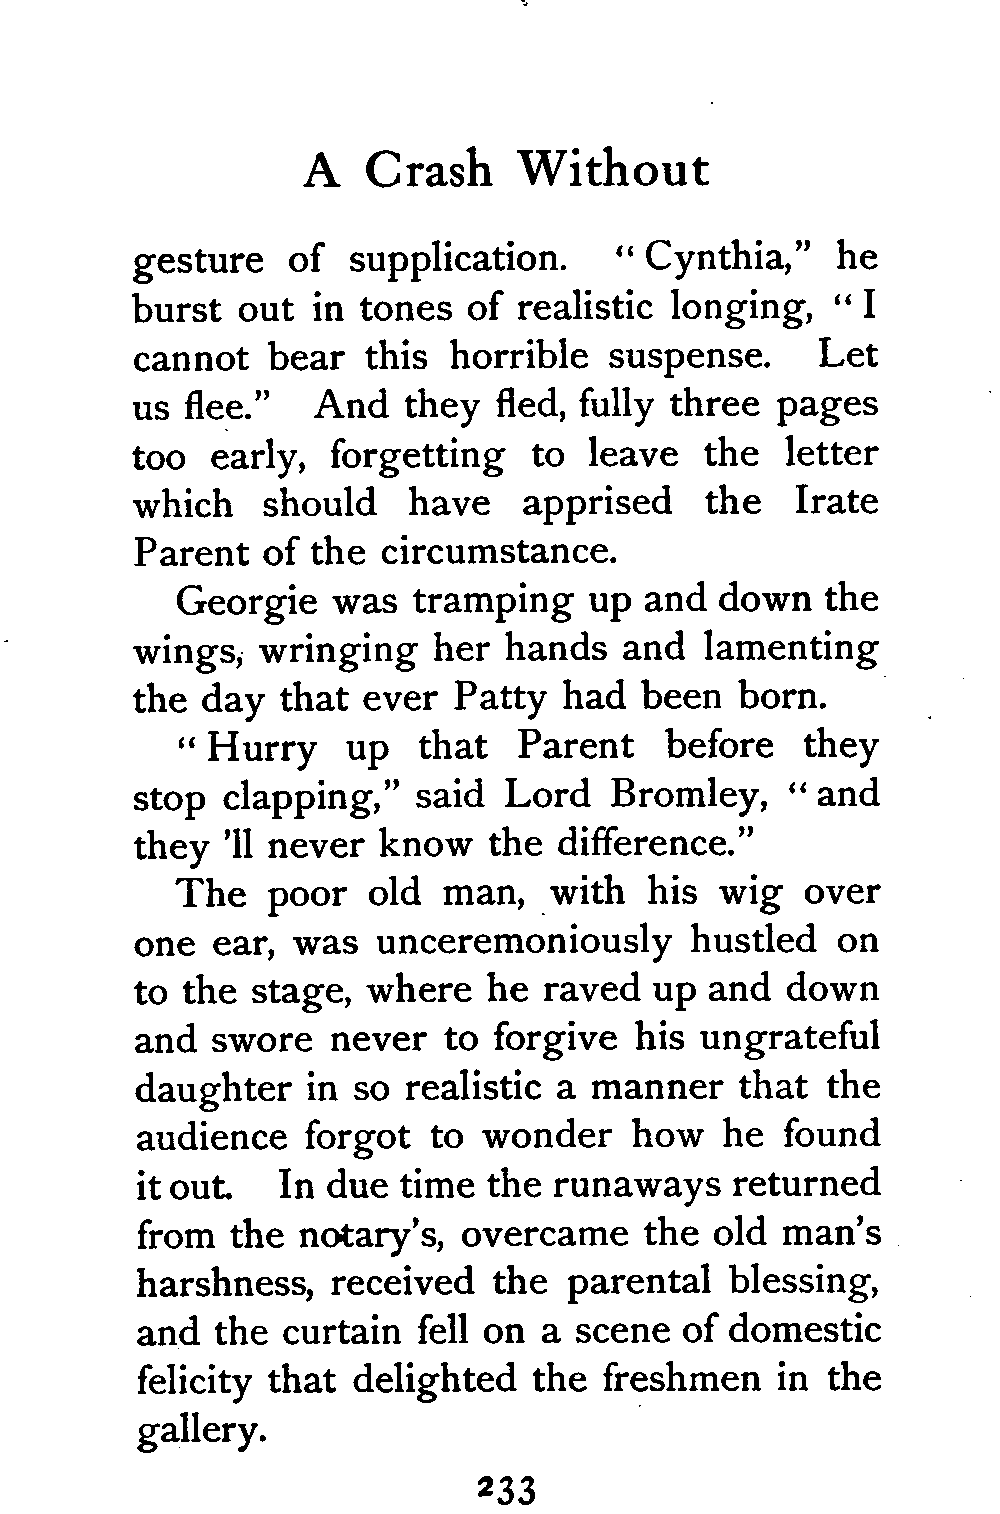 A Crash Without
gesture of supplication. “ Cynthia,” he
burst out in tones of realistic longing, “ I
cannot bear this horrible suspense. Let
us flee.” And they fled, fully three pages
too early, forgetting to leave the letter
which should have apprised the Irate
Parent of the circumstance.
Georgie was tramping up and down the
wings, wringing her hands and lamenting
the day that ever Patty had been born.
“ Hurry up that Parent before they
stop clapping,” said Lord Bromley, “ and
they ’ll never know the difference.”
The poor old man, with his wig over
one ear, was unceremoniously hustled on
to the stage, where he raved up and down
and swore never to forgive his ungrateful
daughter in so realistic a manner that the
audience forgot to wonder how he found
it out. In due time the runaways returned
from the notary’s, overcame the old man’s
harshness, received the parental blessing,
and the curtain fell on a scene of domestic
felicity that delighted the freshmen in the
gallery.
233